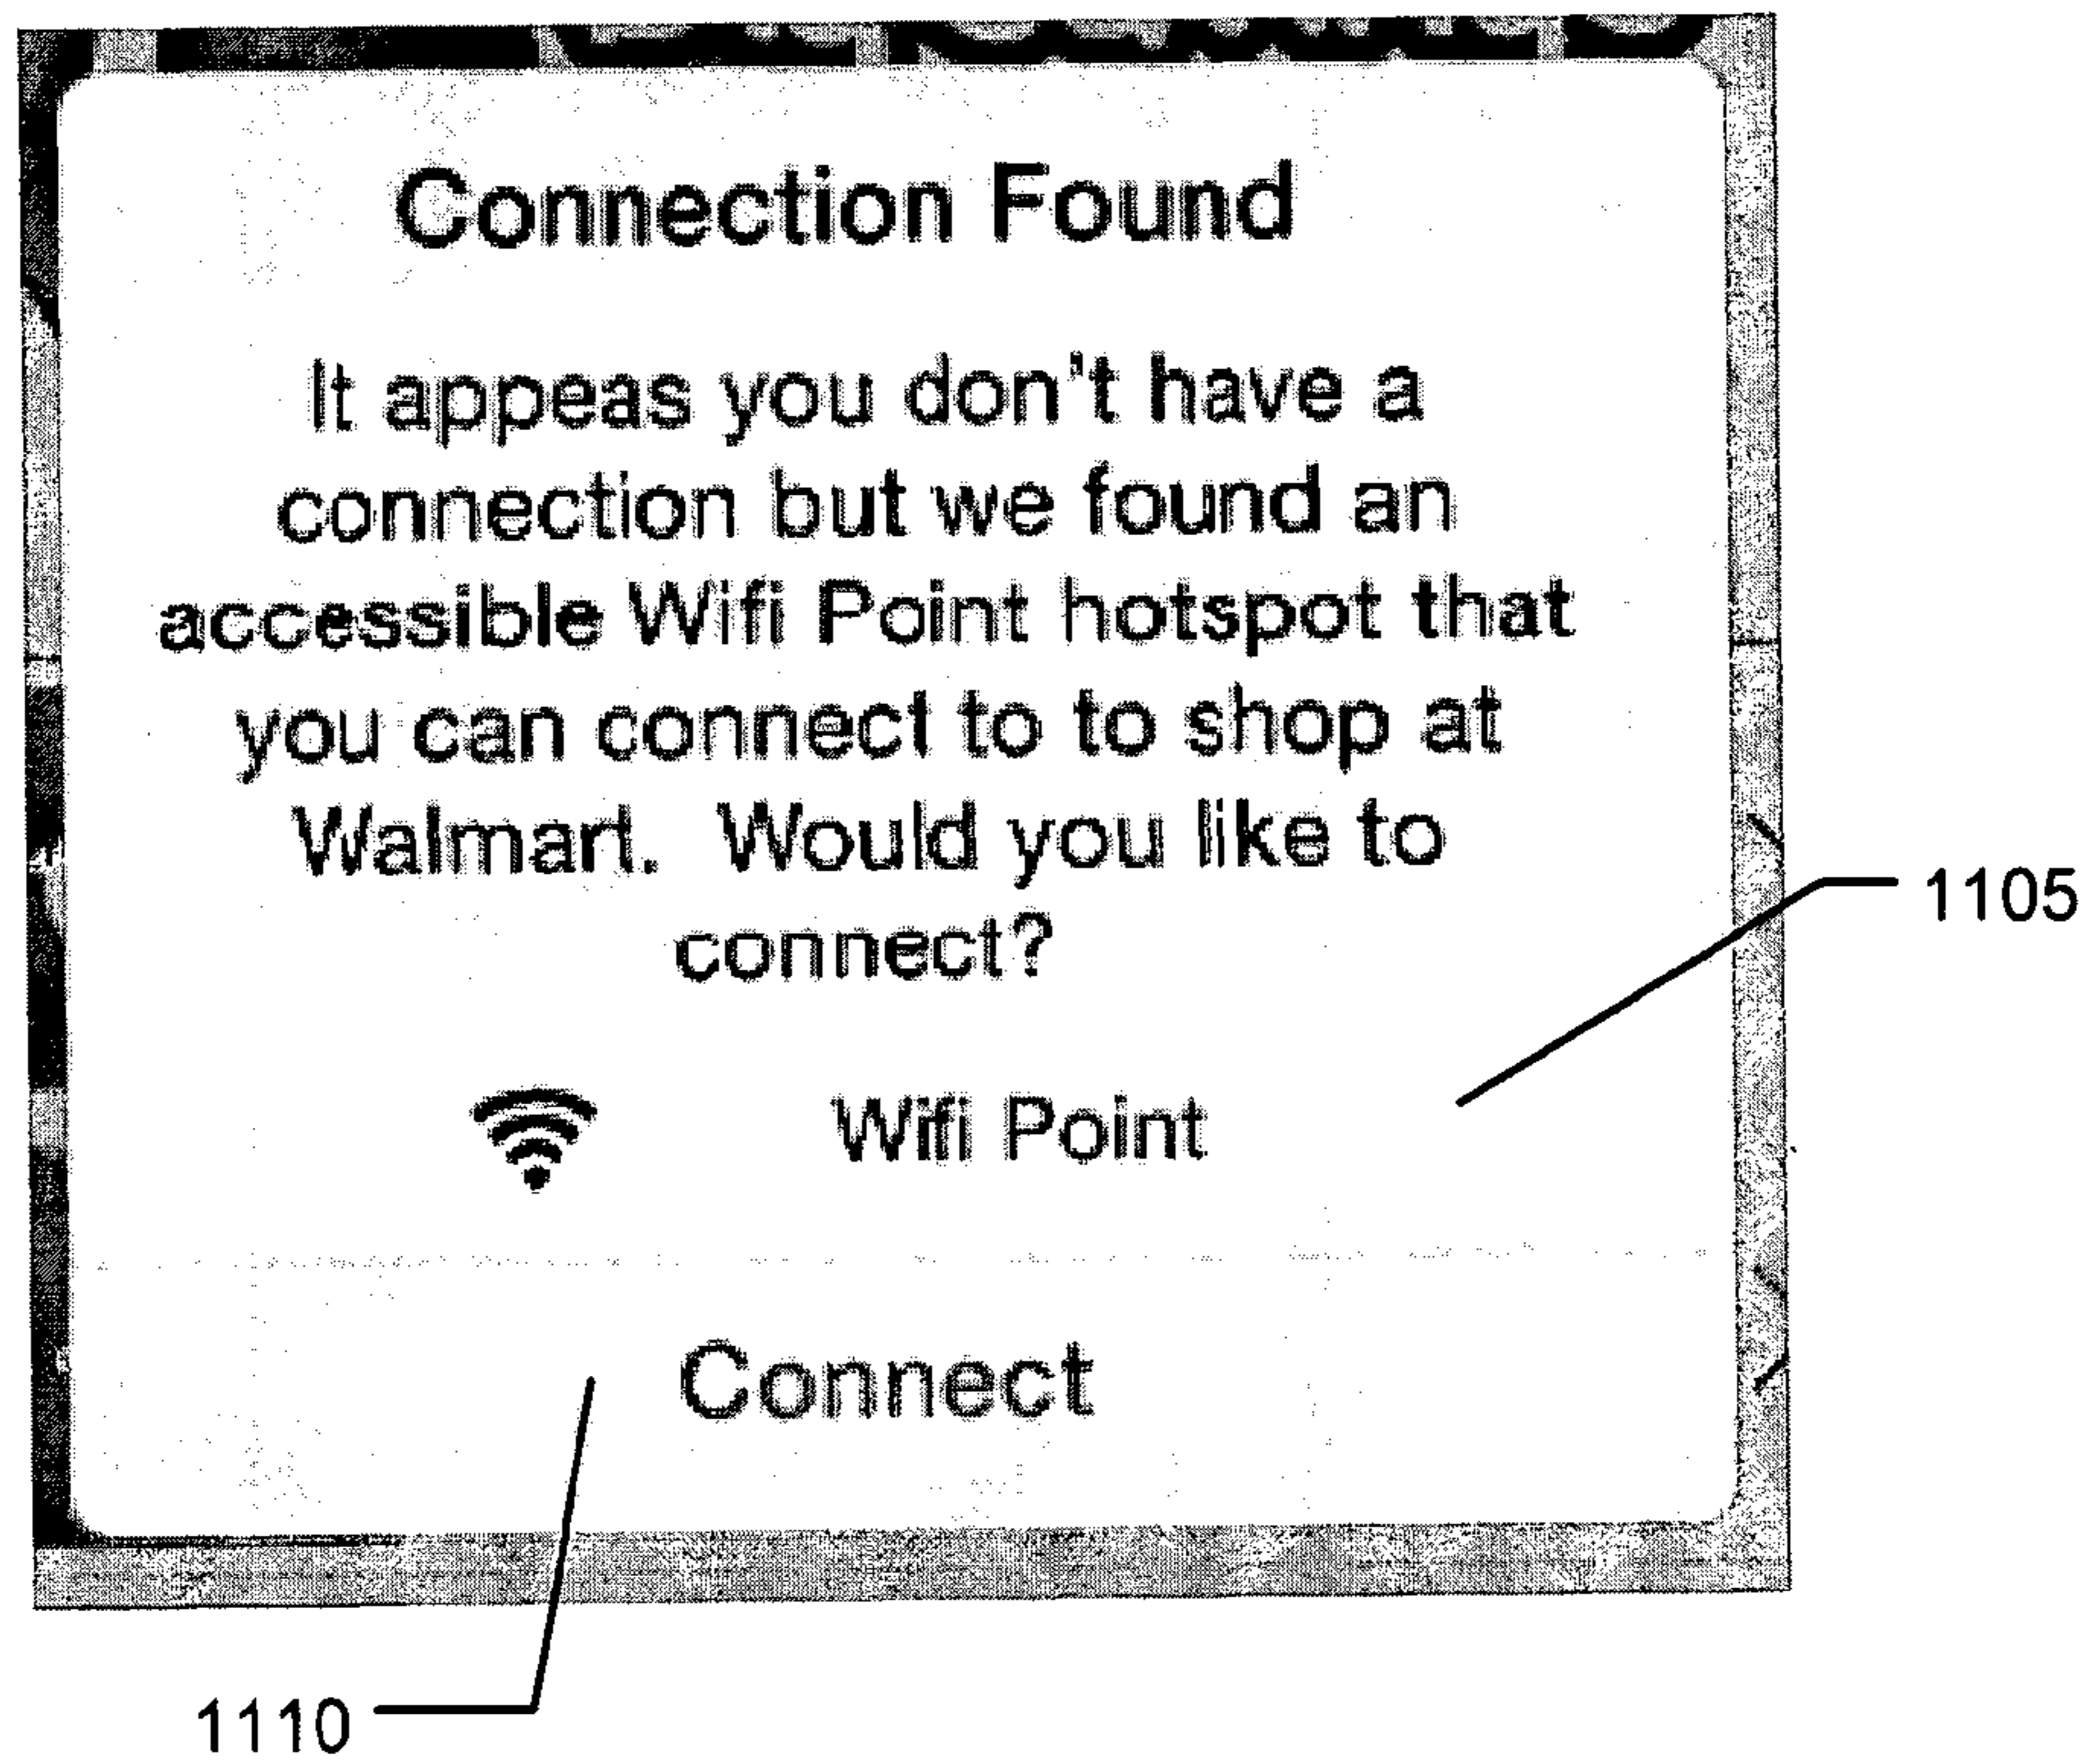 Connection Found
It appeas you don't have a
connection but we found an
accessible Wifi Point hotspot that
you can connect to to shop at
Walmart.  Would you like to
connect?
1105
Wifi Point
Connect
1110